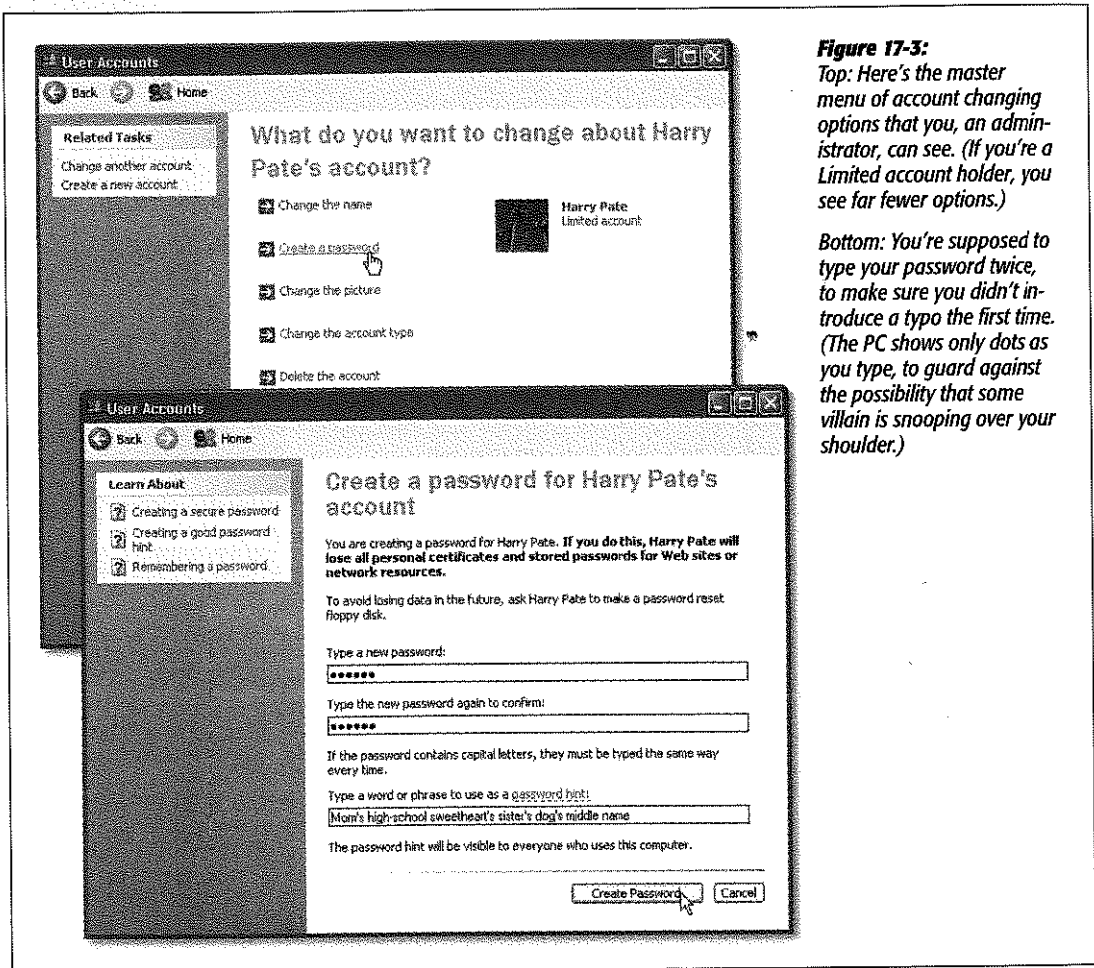 User Accounts
Back Home
Related Tasks
Change another account
Create a new account
What do you want to change about Harry
Pate's account?
Change the name
Create a password
Change the picture
Change the account type
Delete the account
Harry Pate
Limited account
User Accounts
Back Home
Learn About
Creating a secure password
Creating a good password
hint
Remembering a password
Create a password for Harry Pate's
account
You are creating a password for Harry Pate. If you do this, Harry Pate will
lose all personal certificates and stored passwords for Web sites or
network resources.
To avoid losing data in the future, ask Harry Pate to make a password reset
floppy disk.
Type a new password:
••••••
Type the new password again to confirm:
••••••
If the password contains capital letters, they must be typed the same way
every time.
Type a word or phrase to use as a password hint:
Mom's high-school sweetheart's sister's dog's middle name
The password hint will be visible to everyone who uses this computer.
Create Password Cancel
Figure 17-3:
Top: Here's the master
menu of account changing
options that you, an admin-
istrator, can see. (If you're a
Limited account holder, you
see far fewer options.)
Bottom: You're supposed to
type your password twice,
to make sure you didn't in-
troduce a typo the first time.
(The PC shows only dots as
you type, to guard against
the possibility that some
villain is snooping over your
shoulder.)